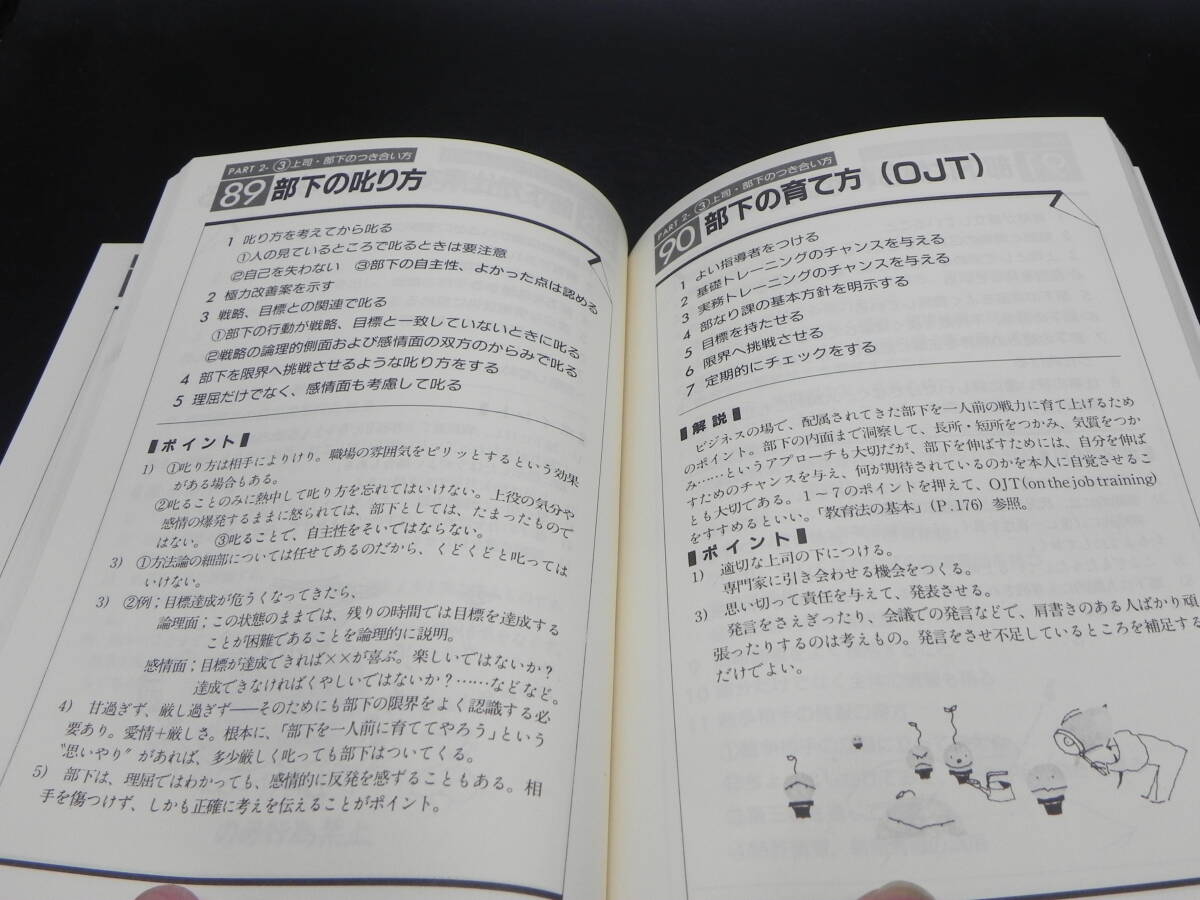 PART 2-③上司・部下のつき合い方
89 部下の叱り方
1 叱り方を考えてから叱る
①人の見ているところで叱るときは要注意
②自己を失わない ③部下の自主性、よかった点は認める
2 極力改善案を示す
3 戦略、目標との関連で叱る
①部下の行動が戦略、目標と一致していないときに叱る
②戦略の論理的側面および感情面の双方のからみで叱る
4 部下を限界へ挑戦させるような叱り方をする
5 理屈だけでなく、感情面も考慮して叱る
ポイント
1) ①叱り方は相手によりけり。職場の雰囲気をピリッとするという効果
がある場合もある。
②叱ることのみに熱中して叱り方を忘れてはいけない。上役の気分や
感情の爆発するままに怒られては、部下としては、たまったもので
はない。 ③叱ることで、自主性をそいではならない。
3) ①方法論の細部については任せてあるのだから、くどくどと叱っては
いけない。
3) ②例；目標達成が危うくなってきたら、
論理面；この状態のままでは、残りの時間では目標を達成する
ことが困難であることを論理的に説明。
感情面；目標が達成できれば××が喜ぶ。楽しいではないか？
達成できなければくやしいではないか？……などなど。
4) 甘過ぎず、厳し過ぎず——そのためにも部下の限界をよく認識する必
要あり。愛情＋厳しさ。根本に、「部下を一人前に育ててやろう」という
“思いやり”があれば、多少厳しく叱っても部下はついてくる。
5) 部下は、理屈ではわかっても、感情的に反発を感ずることもある。相
手を傷つけず、しかも正確に考えを伝えることがポイント。
PART 2-③上司・部下のつき合い方
90 部下の育て方（OJT）
1 よい指導者をつける
2 基礎トレーニングのチャンスを与える
3 実務トレーニングのチャンスを与える
4 部なり課の基本方針を明示する
5 目標を持たせる
6 限界へ挑戦させる
7 定期的にチェックをする
解説
ビジネスの場で、配属されてきた部下を一人前の戦力に育て上げるため
のポイント。部下の内面まで洞察して、長所・短所をつかみ、気質をつか
み……というアプローチも大切だが、部下を伸ばすためには、自分を伸ば
すためのチャンスを与え、何が期待されているのかを本人に自覚させるこ
とも大切である。1～7のポイントを押えて、OJT(on the job training)
をすすめるといい。「教育法の基本」（P.176）参照。
ポイント
1) 適切な上司の下につける。
専門家に引き会わせる機会をつくる。
3) 思い切って責任を与えて、発表させる。
発言をさえぎったり、会議での発言などで、肩書きのある人ばかり頑
張ったりするのは考えもの。発言をさせ不足しているところを補足する
だけでよい。